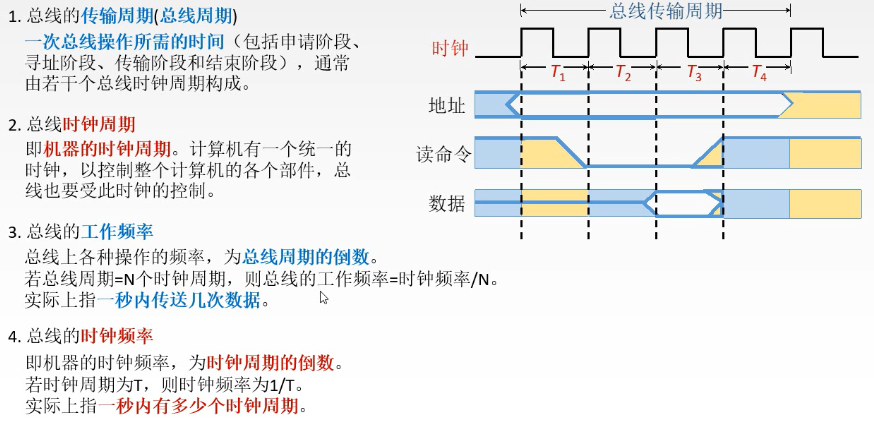 1. 总线的传输周期(总线周期)
一次总线操作所需的时间（包括申请阶段、
寻址阶段、传输阶段和结束阶段），通常
由若干个总线时钟周期构成。
2. 总线时钟周期
即机器的时钟周期。计算机有一个统一的
时钟，以控制整个计算机的各个部件，总
线也要受此时钟的控制。
3. 总线的工作频率
总线上各种操作的频率，为总线周期的倒数。
若总线周期=N个时钟周期，则总线的工作频率=时钟频率/N。
实际上指一秒内传送几次数据。
4. 总线的时钟频率
即机器的时钟频率，为时钟周期的倒数。
若时钟周期为T，则时钟频率为1/T。
实际上指一秒内有多少个时钟周期。
总线传输周期
时钟
T1 T2 T3 T4
地址
读命令
数据